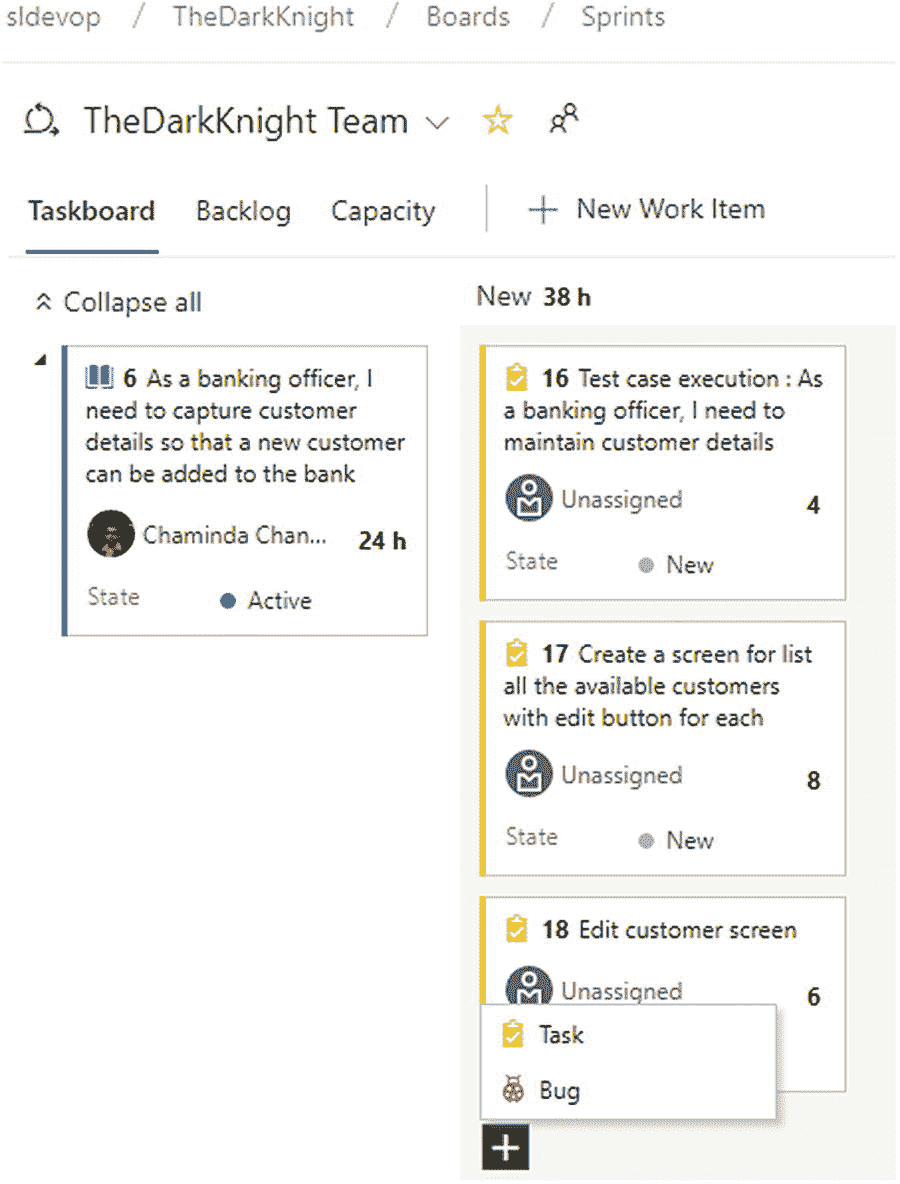 sldevop / TheDarkKnight / Boards / Sprints
TheDarkKnight Team
Taskboard Backlog Capacity + New Work Item
Collapse all
New 38 h
6 As a banking officer, I
need to capture customer
details so that a new customer
can be added to the bank
Chaminda Chan...
24 h
State Active
16 Test case execution : As
a banking officer, I need to
maintain customer details
Unassigned 4
State New
17 Create a screen for list
all the available customers
with edit button for each
Unassigned 8
State New
18 Edit customer screen
Unassigned 6
Task
Bug
+